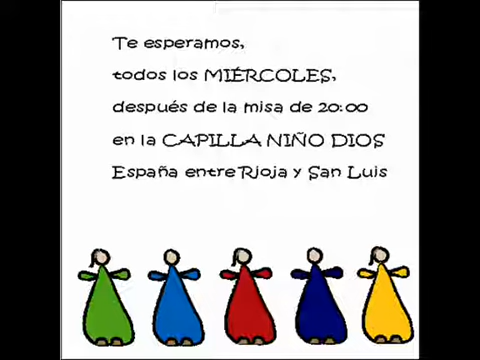 Te esperamos,
todos los MIÉRCOLES,
después de la misa de 20:00
en la CAPILLA NIÑO DIOS
España entre Rioja y San Luis